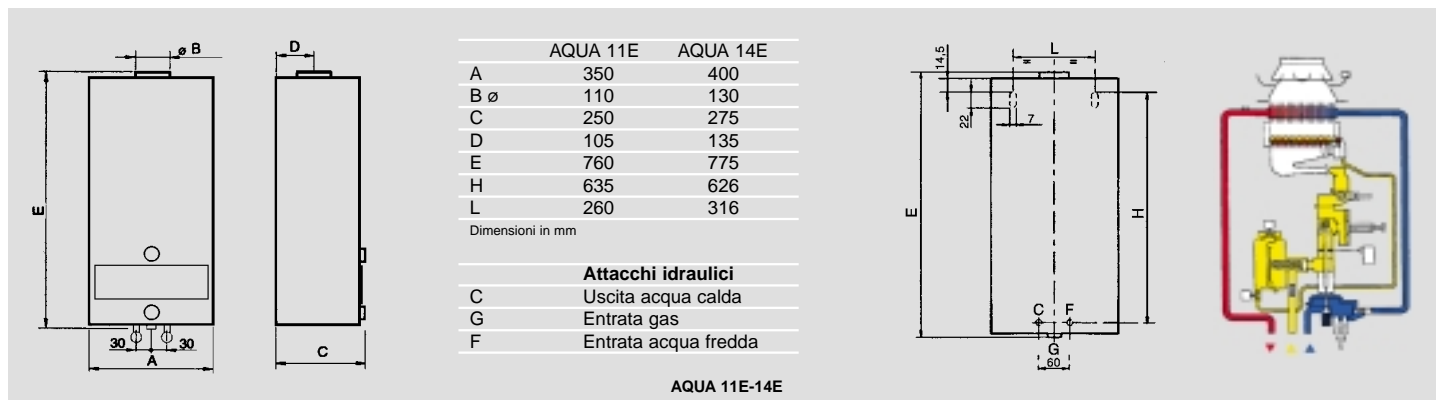 ø B
E
30
30
A
D
C
AQUA 11E AQUA 14E
A 350 400
B ø 110 130
C 250 275
D 105 135
E 760 775
H 635 626
L 260 316
Dimensioni in mm
Attacchi idraulici
C Uscita acqua calda
G Entrata gas
F Entrata acqua fredda
L
= =
14,5
22
7
E
H
C F
G
60
AQUA 11E-14E